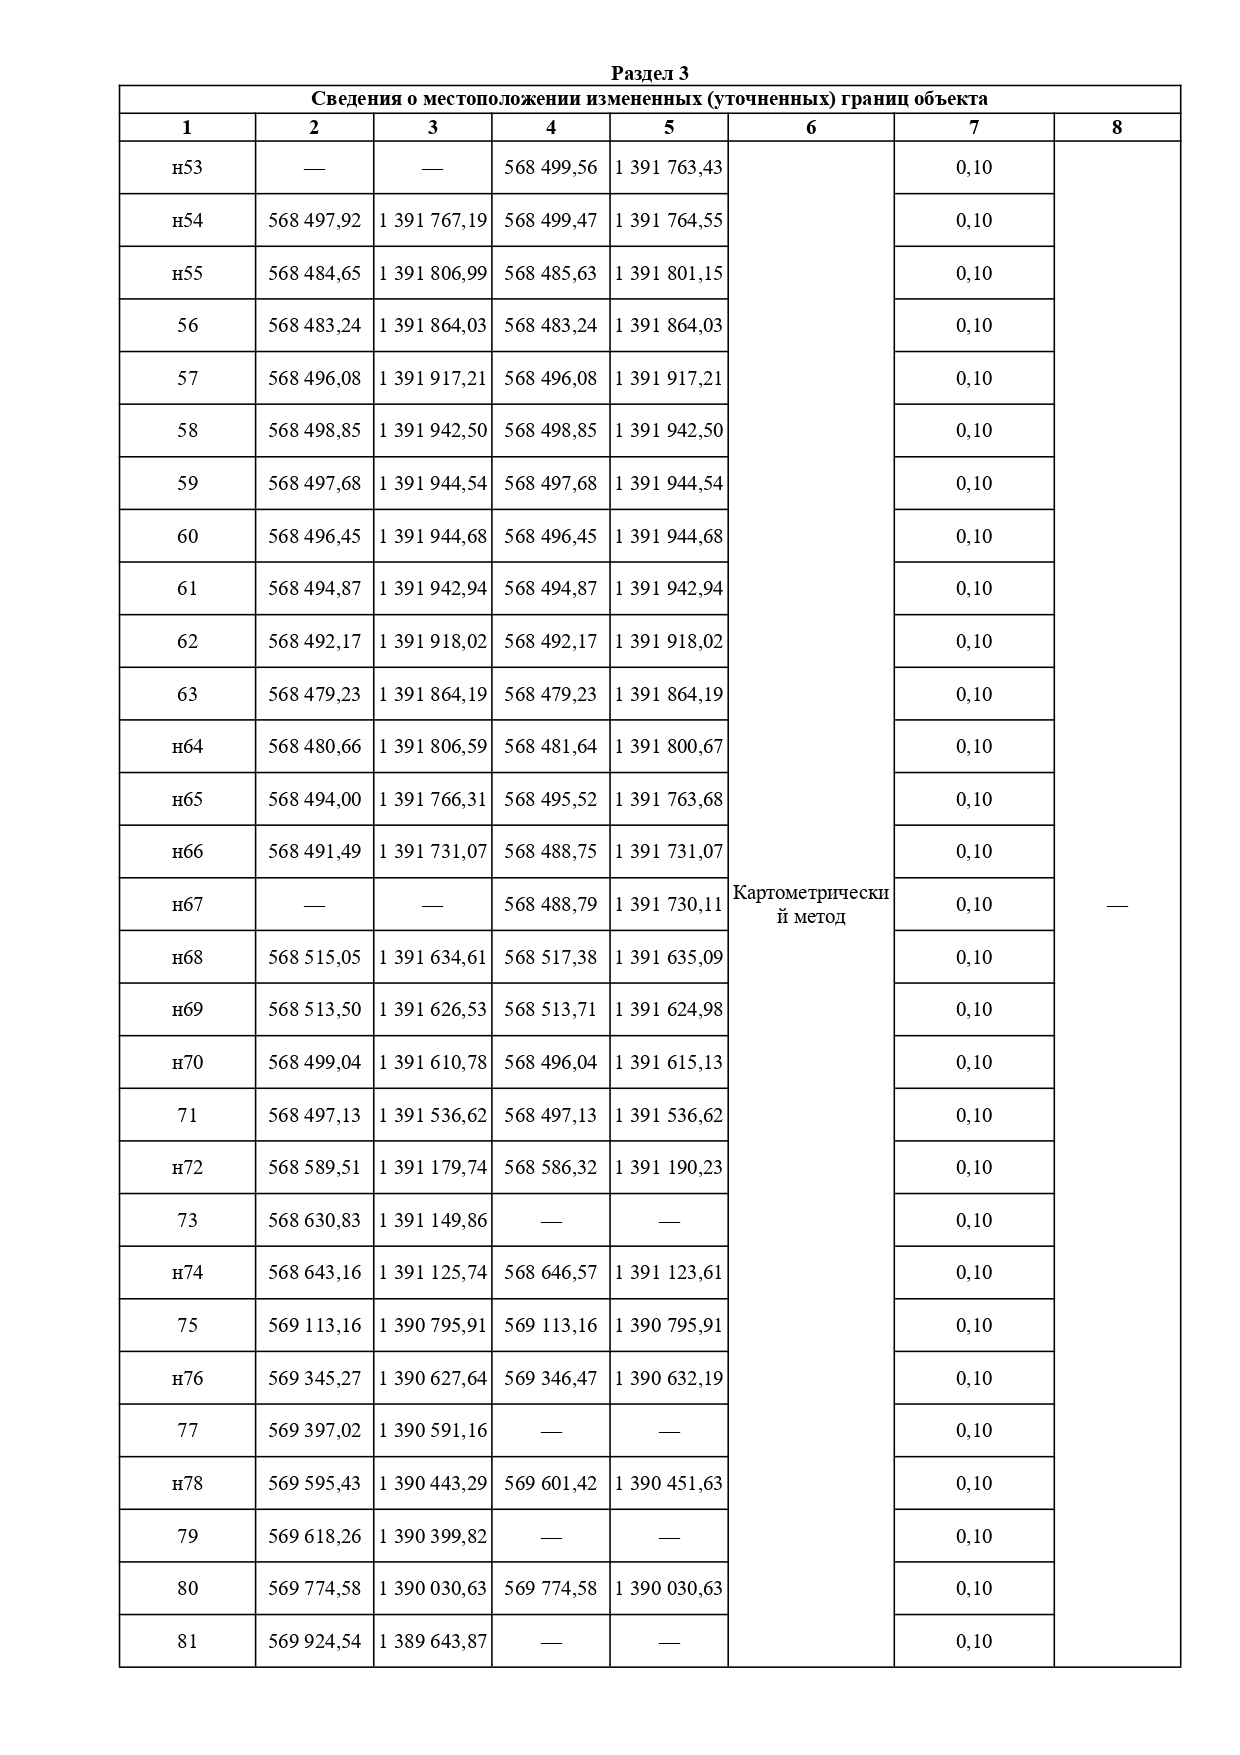 Раздел 3
Сведения о местоположении измененных (уточненных) границ объекта
1 2 3 4 5 6 7 8
н53 — — 568 499,56 1 391 763,43 0,10
н54 568 497,92 1 391 767,19 568 499,47 1 391 764,55 0,10
н55 568 484,65 1 391 806,99 568 485,63 1 391 801,15 0,10
56 568 483,24 1 391 864,03 568 483,24 1 391 864,03 0,10
57 568 496,08 1 391 917,21 568 496,08 1 391 917,21 0,10
58 568 498,85 1 391 942,50 568 498,85 1 391 942,50 0,10
59 568 497,68 1 391 944,54 568 497,68 1 391 944,54 0,10
60 568 496,45 1 391 944,68 568 496,45 1 391 944,68 0,10
61 568 494,87 1 391 942,94 568 494,87 1 391 942,94 0,10
62 568 492,17 1 391 918,02 568 492,17 1 391 918,02 0,10
63 568 479,23 1 391 864,19 568 479,23 1 391 864,19 0,10
н64 568 480,66 1 391 806,59 568 481,64 1 391 800,67 0,10
н65 568 494,00 1 391 766,31 568 495,52 1 391 763,68 0,10
н66 568 491,49 1 391 731,07 568 488,75 1 391 731,07 0,10
н67 — — 568 488,79 1 391 730,11 Картометрически
й метод 0,10 —
н68 568 515,05 1 391 634,61 568 517,38 1 391 635,09 0,10
н69 568 513,50 1 391 626,53 568 513,71 1 391 624,98 0,10
н70 568 499,04 1 391 610,78 568 496,04 1 391 615,13 0,10
71 568 497,13 1 391 536,62 568 497,13 1 391 536,62 0,10
н72 568 589,51 1 391 179,74 568 586,32 1 391 190,23 0,10
73 568 630,83 1 391 149,86 — — 0,10
н74 568 643,16 1 391 125,74 568 646,57 1 391 123,61 0,10
75 569 113,16 1 390 795,91 569 113,16 1 390 795,91 0,10
н76 569 345,27 1 390 627,64 569 346,47 1 390 632,19 0,10
77 569 397,02 1 390 591,16 — — 0,10
н78 569 595,43 1 390 443,29 569 601,42 1 390 451,63 0,10
79 569 618,26 1 390 399,82 — — 0,10
80 569 774,58 1 390 030,63 569 774,58 1 390 030,63 0,10
81 569 924,54 1 389 643,87 — — 0,10